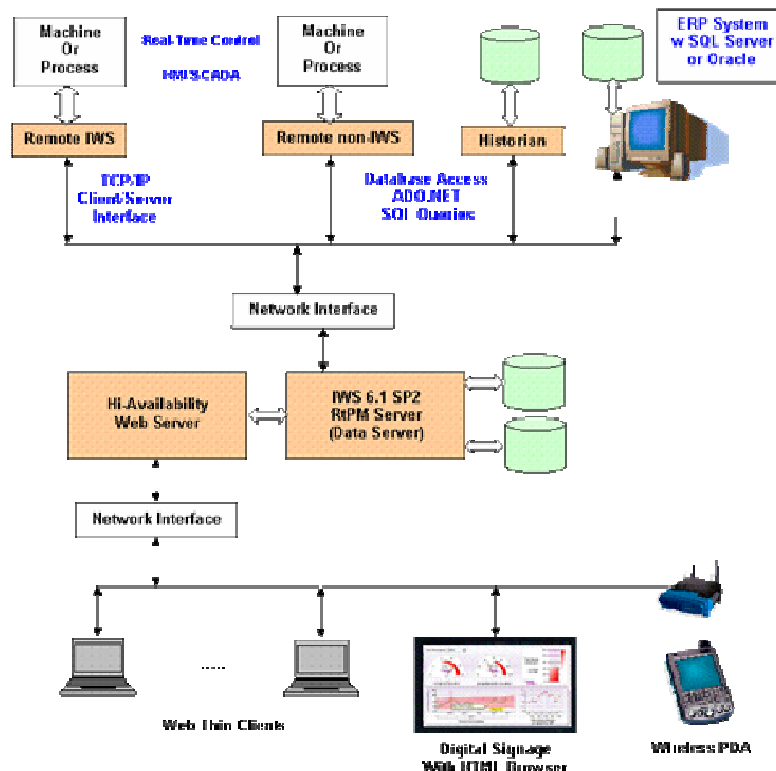 Machine
Or
Process
Real-Time Control
HMI/SCADA
Machine
Or
Process
ERP System
w SQL Server
or Oracle
Remote IWS
Remote non-IWS
Historian
TCP/IP
Client/Server
Interface
Database Access
ADO.NET
SQL Queries
Network Interface
Hi-Availability
Web Server
IWS 6.1 SP2
RtPM Server
(Data Server)
Network Interface
.....
Web Thin Clients
Digital Signage
With HTML Browser
Wireless PDA